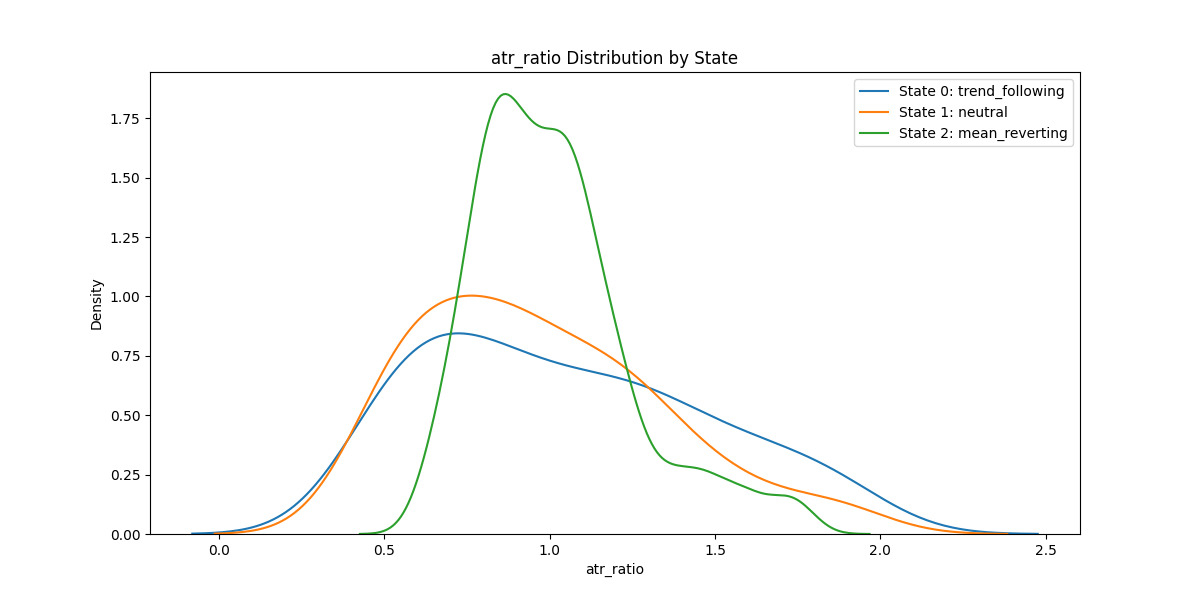 atr_ratio Distribution by State
State 0: trend_following
State 1: neutral
State 2: mean_reverting
Density
1.75
1.50
1.25
1.00
0.75
0.50
0.25
0.00
0.0
0.5
1.0
1.5
2.0
2.5
atr_ratio